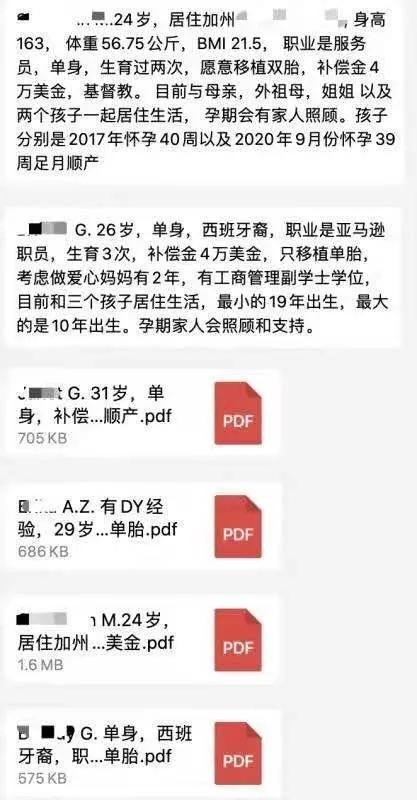 M.24岁，居住加州，身高
163， 体重 56.75公斤，BMI 21.5， 职业是服务
员，单身，生育过两次，愿意移植双胎，补偿金4
万美金，基督教。 目前与母亲，外祖母，姐姐 以及
两个孩子一起居住生活， 孕期会有家人照顾。孩子
分别是2017年怀孕40周以及2020年9月份怀孕39
周足月顺产
G. 26岁，单身，西班牙裔，职业是亚马逊
职员，生育3次，补偿金4万美金，只移植单胎，
考虑做爱心妈妈有2年，有工商管理副学士学位，
目前和三个孩子居住生活，最小的19年出生，最大
的是10年出生。孕期家人会照顾和支持。
G. 31岁，单
身，补偿...顺产.pdf
705 KB
PDF
A.Z. 有DY经
验，29岁...单胎.pdf
686 KB
PDF
M.24岁，
居住加州...美金.pdf
1.6 MB
PDF
G. 单身，西班
牙裔，职...单胎.pdf
575 KB
PDF